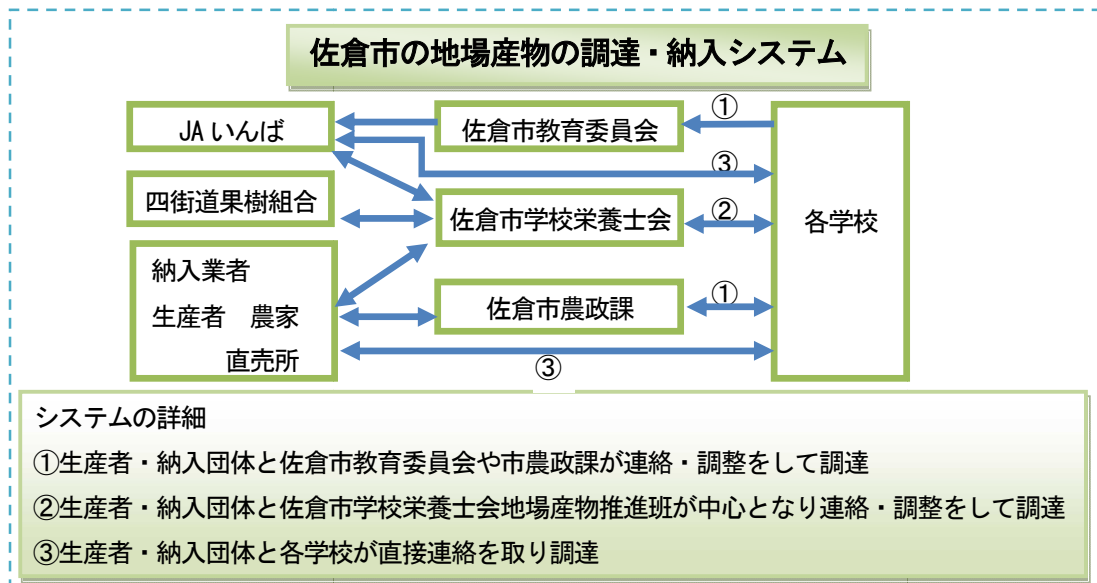 佐倉市の地場産物の調達・納入システム
JAいんば
佐倉市教育委員会
①
③
四街道果樹組合
佐倉市学校栄養士会
②
各学校
納入業者
生産者　農家
直売所
佐倉市農政課
①
③
システムの詳細
①生産者・納入団体と佐倉市教育委員会や市農政課が連絡・調整をして調達
②生産者・納入団体と佐倉市学校栄養士会地場産物推進班が中心となり連絡・調整をして調達
③生産者・納入団体と各学校が直接連絡を取り調達